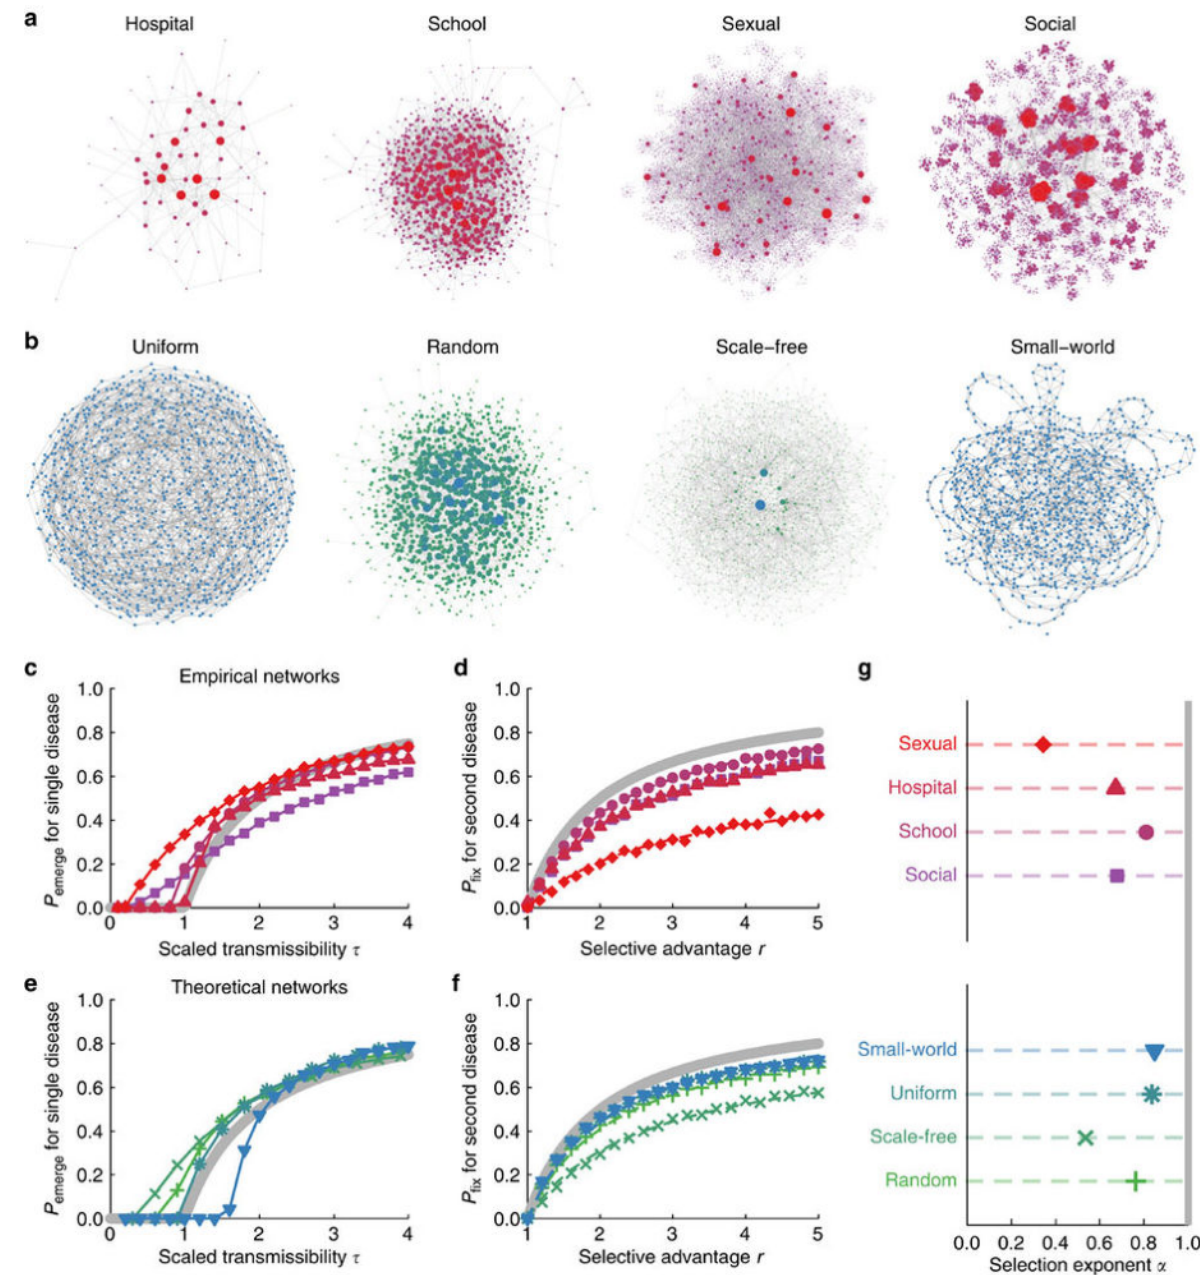 a
Hospital
School
Sexual
Social
b
Uniform
Random
Scale−free
Small−world
c
Empirical networks
1.0
0.8
0.6
0.4
0.2
0.0
0
1
2
3
4
P_emerge for single disease
Scaled transmissibility τ
d
1.0
0.8
0.6
0.4
0.2
0.0
1
2
3
4
5
P_fix for second disease
Selective advantage r
e
Theoretical networks
1.0
0.8
0.6
0.4
0.2
0.0
0
1
2
3
4
P_emerge for single disease
Scaled transmissibility τ
f
1.0
0.8
0.6
0.4
0.2
0.0
1
2
3
4
5
P_fix for second disease
Selective advantage r
g
Sexual
Hospital
School
Social
Small-world
Uniform
Scale-free
Random
0.0 0.2 0.4 0.6 0.8 1.0
Selection exponent α